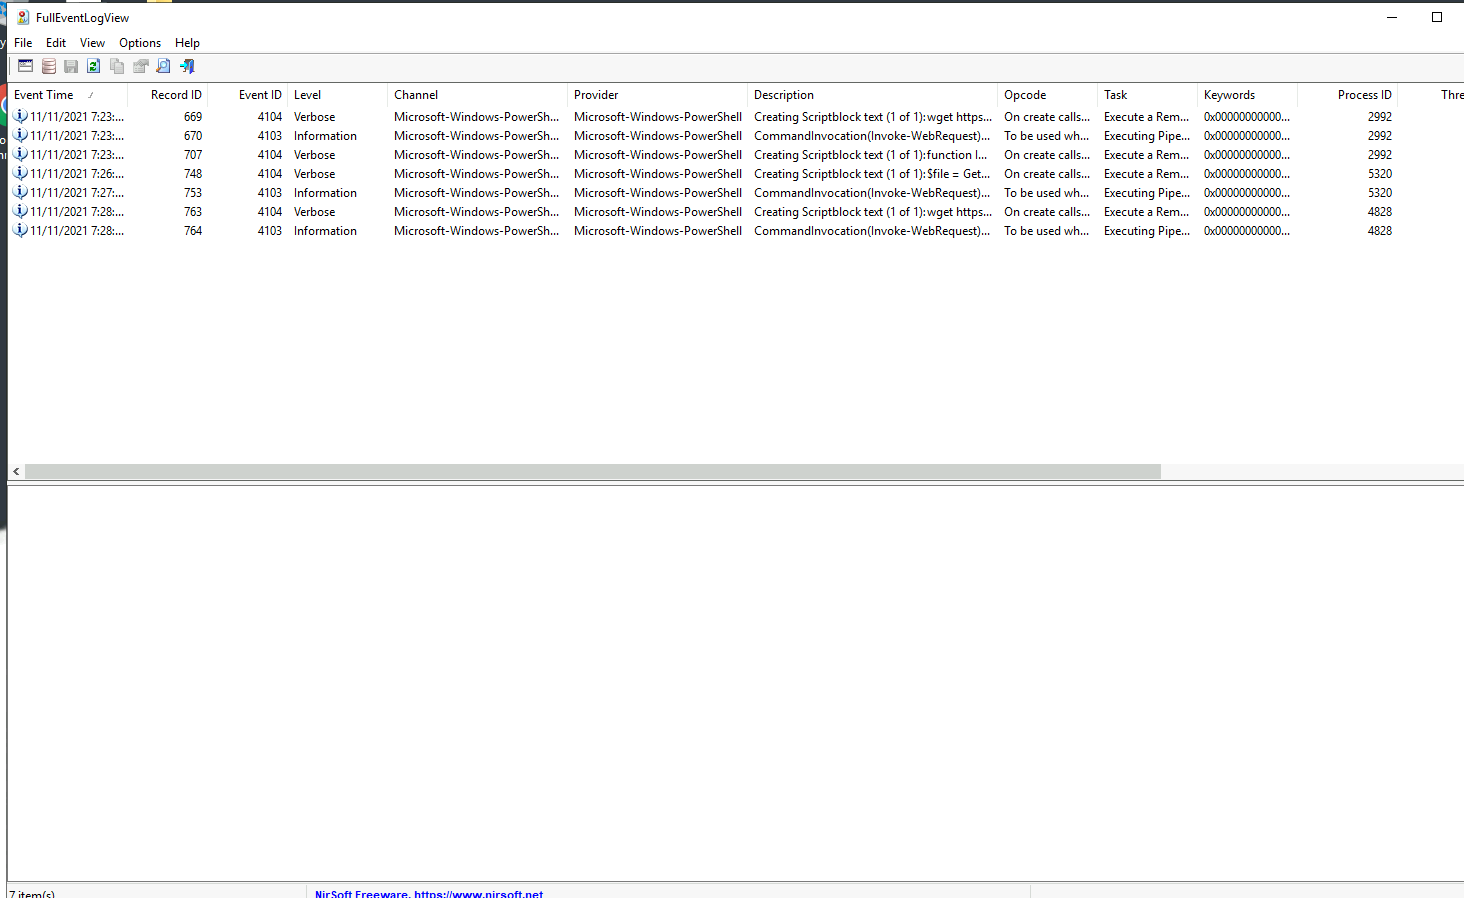 FullEventLogView
File Edit View Options Help
Event Time Record ID Event ID Level Channel Provider Description Opcode Task Keywords Process ID Thre
11/11/2021 7:23:... 669 4104 Verbose Microsoft-Windows-PowerSh... Microsoft-Windows-PowerShell Creating Scriptblock text (1 of 1):wget https... On create calls... Execute a Rem... 0x00000000000... 2992
11/11/2021 7:23:... 670 4103 Information Microsoft-Windows-PowerSh... Microsoft-Windows-PowerShell CommandInvocation(Invoke-WebRequest)... To be used wh... Executing Pipe... 0x00000000000... 2992
11/11/2021 7:23:... 707 4104 Verbose Microsoft-Windows-PowerSh... Microsoft-Windows-PowerShell Creating Scriptblock text (1 of 1):function I... On create calls... Execute a Rem... 0x00000000000... 2992
11/11/2021 7:26:... 748 4104 Verbose Microsoft-Windows-PowerSh... Microsoft-Windows-PowerShell Creating Scriptblock text (1 of 1):$file = Get... On create calls... Execute a Rem... 0x00000000000... 5320
11/11/2021 7:27:... 753 4103 Information Microsoft-Windows-PowerSh... Microsoft-Windows-PowerShell CommandInvocation(Invoke-WebRequest)... To be used wh... Executing Pipe... 0x00000000000... 5320
11/11/2021 7:28:... 763 4104 Verbose Microsoft-Windows-PowerSh... Microsoft-Windows-PowerShell Creating Scriptblock text (1 of 1):wget https... On create calls... Execute a Rem... 0x00000000000... 4828
11/11/2021 7:28:... 764 4103 Information Microsoft-Windows-PowerSh... Microsoft-Windows-PowerShell CommandInvocation(Invoke-WebRequest)... To be used wh... Executing Pipe... 0x00000000000... 4828
7 item(s) NirSoft Freeware. https://www.nirsoft.net